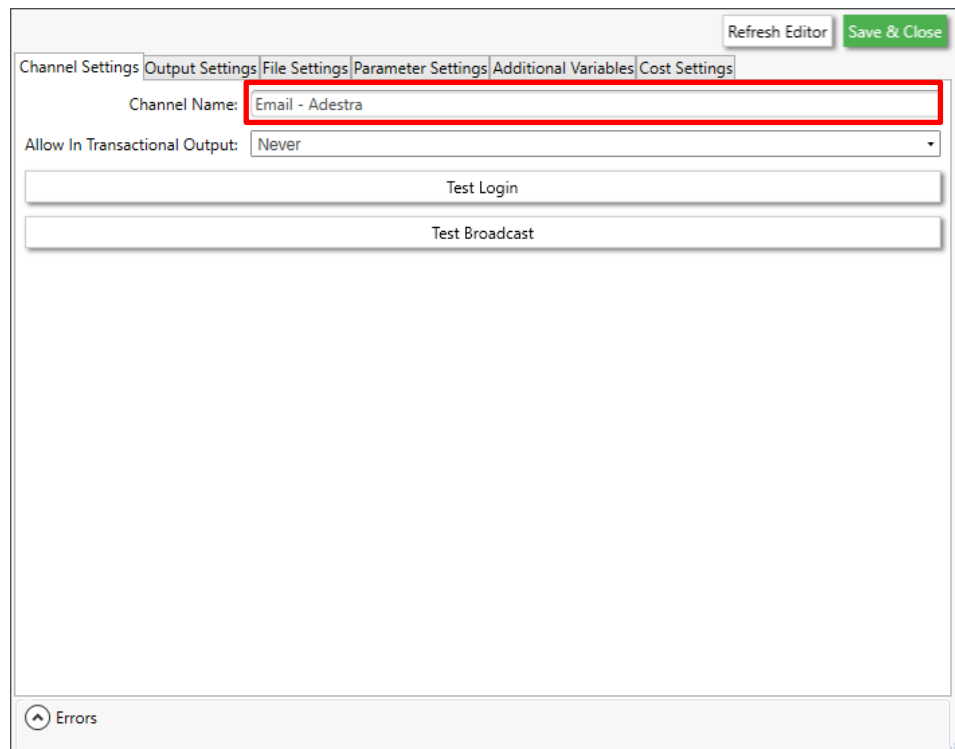 Refresh Editor Save & Close
Channel Settings Output Settings File Settings Parameter Settings Additional Variables Cost Settings
Channel Name: Email - Adestra
Allow In Transactional Output: Never
Test Login
Test Broadcast
Errors